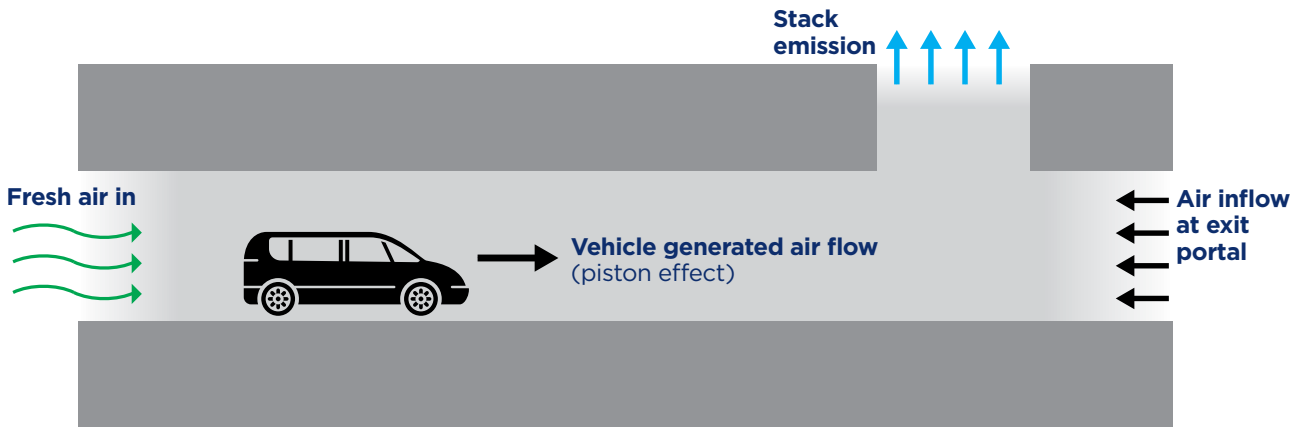 Stack
emission
Fresh air in
Vehicle generated air flow
(piston effect)
Air inflow
at exit
portal